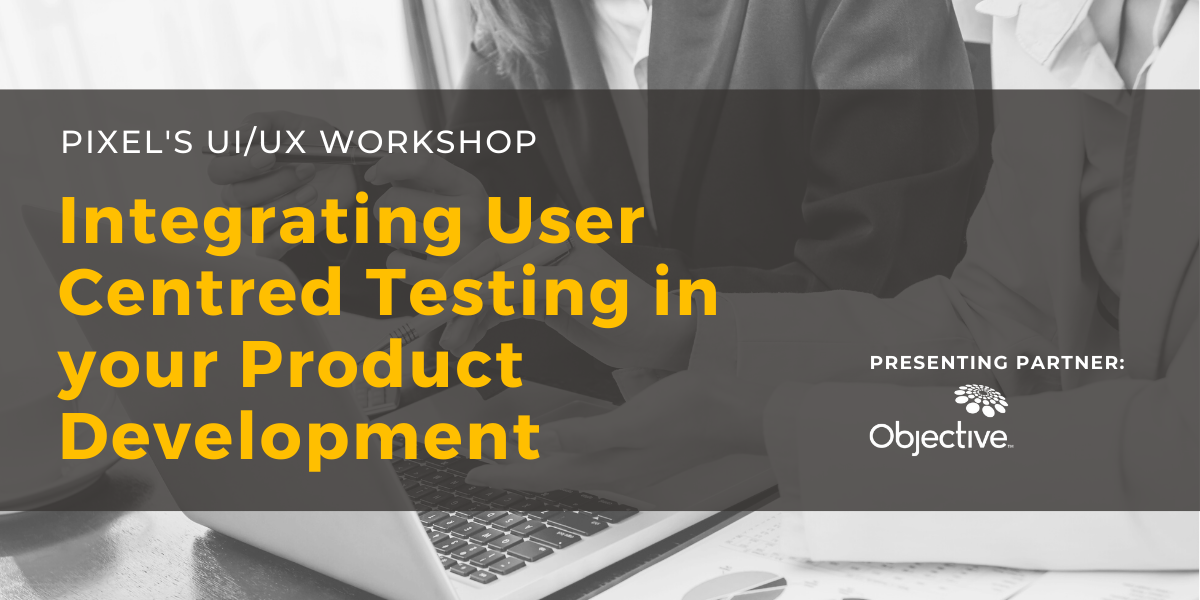 PIXEL'S UI/UX WORKSHOP
Integrating User
Centred Testing in
your Product
Development
PRESENTING PARTNER:
Objective